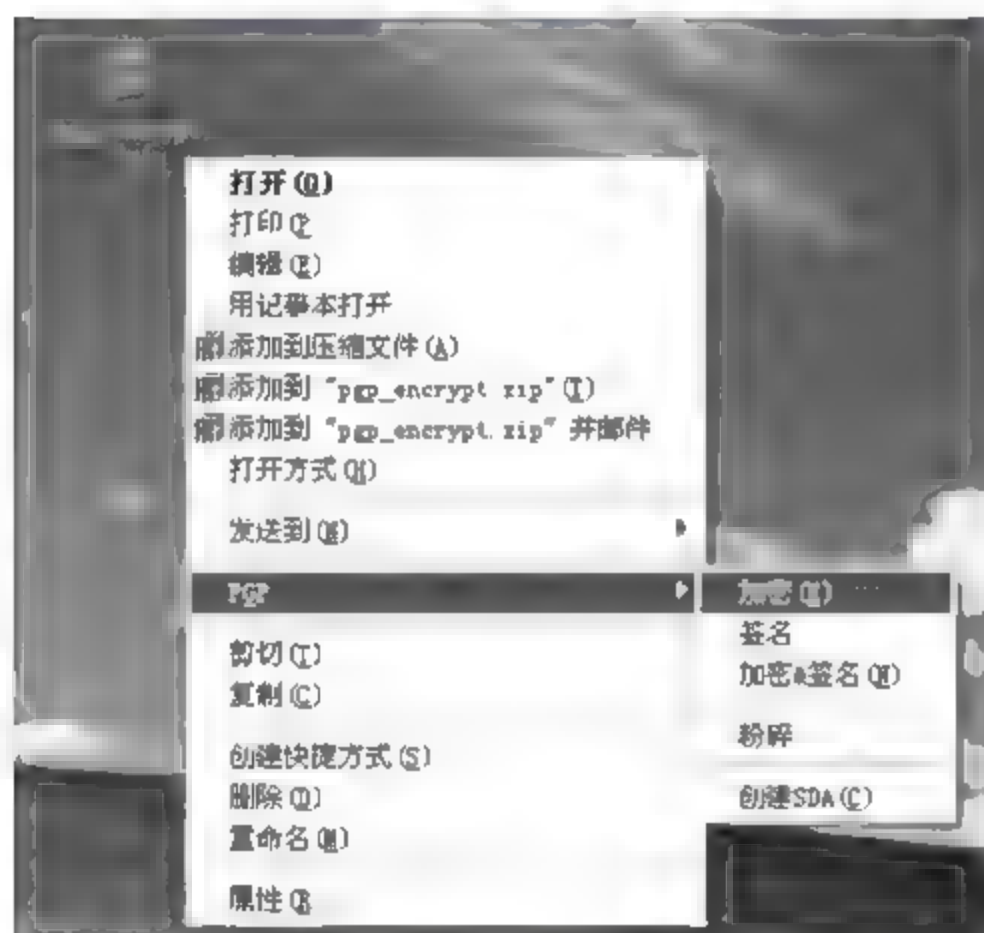 打开(O)
打印(P)
编辑(E)
用记事本打开
添加到压缩文件(A)
添加到 "pgp_encrypt.zip"(T)
添加到 "pgp_encrypt.zip" 并邮件
打开方式(H)
发送到(N)
PGP
加密(E)...
签名
加密&签名(N)
粉碎
创建SDA(C)
剪切(T)
复制(C)
创建快捷方式(S)
删除(D)
重命名(M)
属性(R)